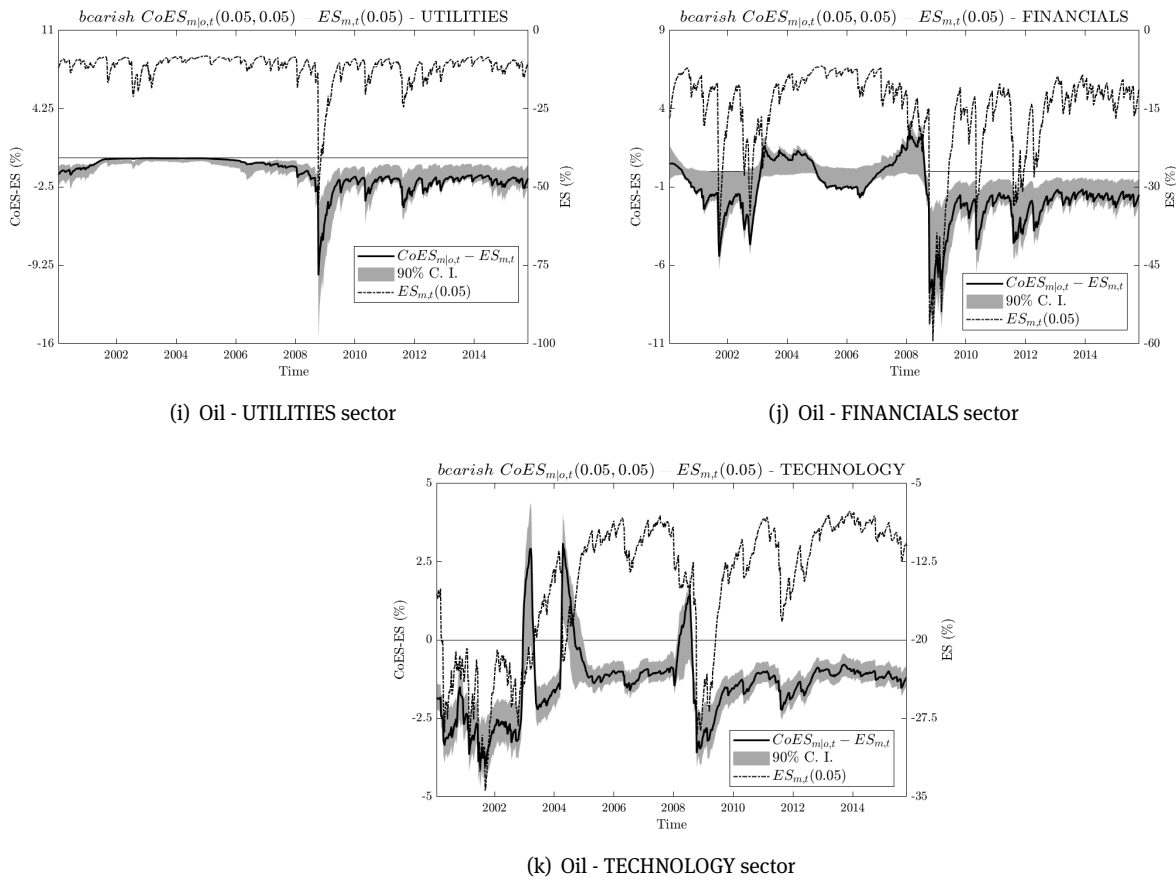 bearish CoES_{m|o,t}(0.05, 0.05) − ES_{m,t}(0.05) - UTILITIES
11
4.25
-2.5
-9.25
-16
CoES-ES (%)
0
-25
-50
-75
-100
ES (%)
CoES_{m|o,t} − ES_{m,t}
90% C. I.
ES_{m,t}(0.05)
2002 2004 2006 2008 2010 2012 2014
Time
(i) Oil - UTILITIES sector
bearish CoES_{m|o,t}(0.05, 0.05) − ES_{m,t}(0.05) - FINANCIALS
9
4
-1
-6
-11
CoES-ES (%)
0
-15
-30
-45
-60
ES (%)
CoES_{m|o,t} − ES_{m,t}
90% C. I.
ES_{m,t}(0.05)
2002 2004 2006 2008 2010 2012 2014
Time
(j) Oil - FINANCIALS sector
bearish CoES_{m|o,t}(0.05, 0.05) − ES_{m,t}(0.05) - TECHNOLOGY
5
2.5
0
-2.5
-5
CoES-ES (%)
-5
-12.5
-20
-27.5
-35
ES (%)
CoES_{m|o,t} − ES_{m,t}
90% C. I.
ES_{m,t}(0.05)
2002 2004 2006 2008 2010 2012 2014
Time
(k) Oil - TECHNOLOGY sector